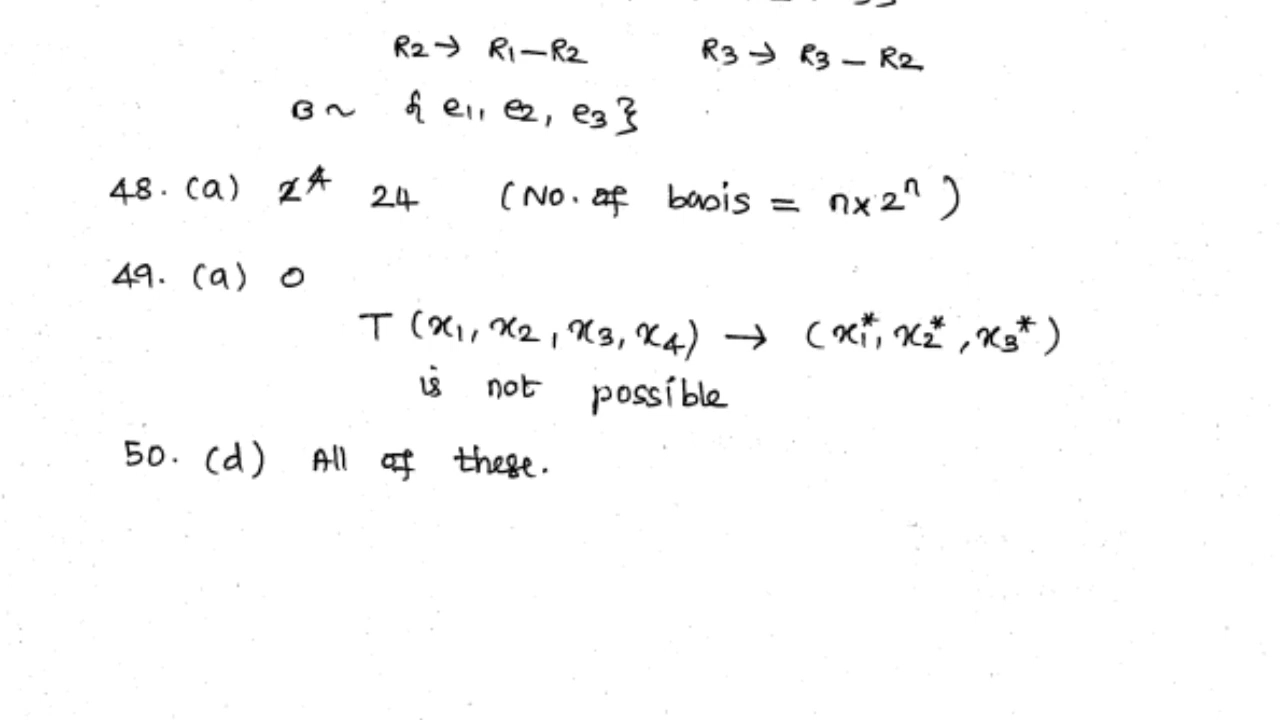 R2→ R1−R2 R3→ R3−R2
B∼ { e1, e2, e3 }
48. (a) 24 (No. of basis = n×2ⁿ )
49. (a) 0
T (x1, x2, x3, x4) → (x1*, x2*, x3*)
is not possible
50. (d) All of these.